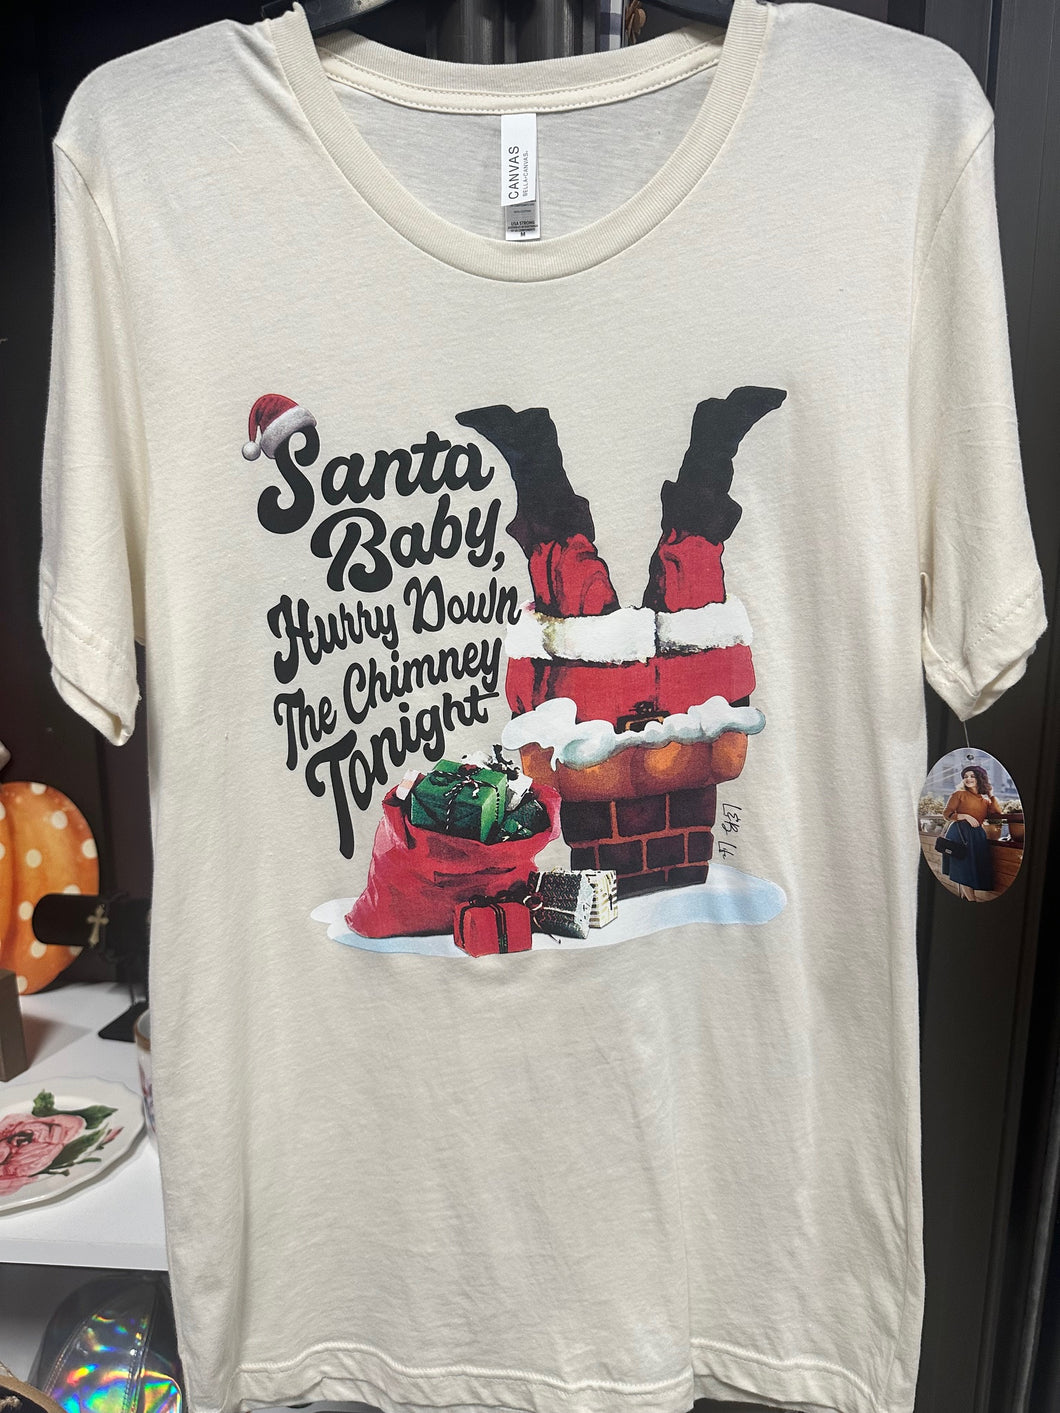 CANVAS
BELLA+CANVAS.
M
Santa
Baby,
Hurry Down
The Chimney
Tonight